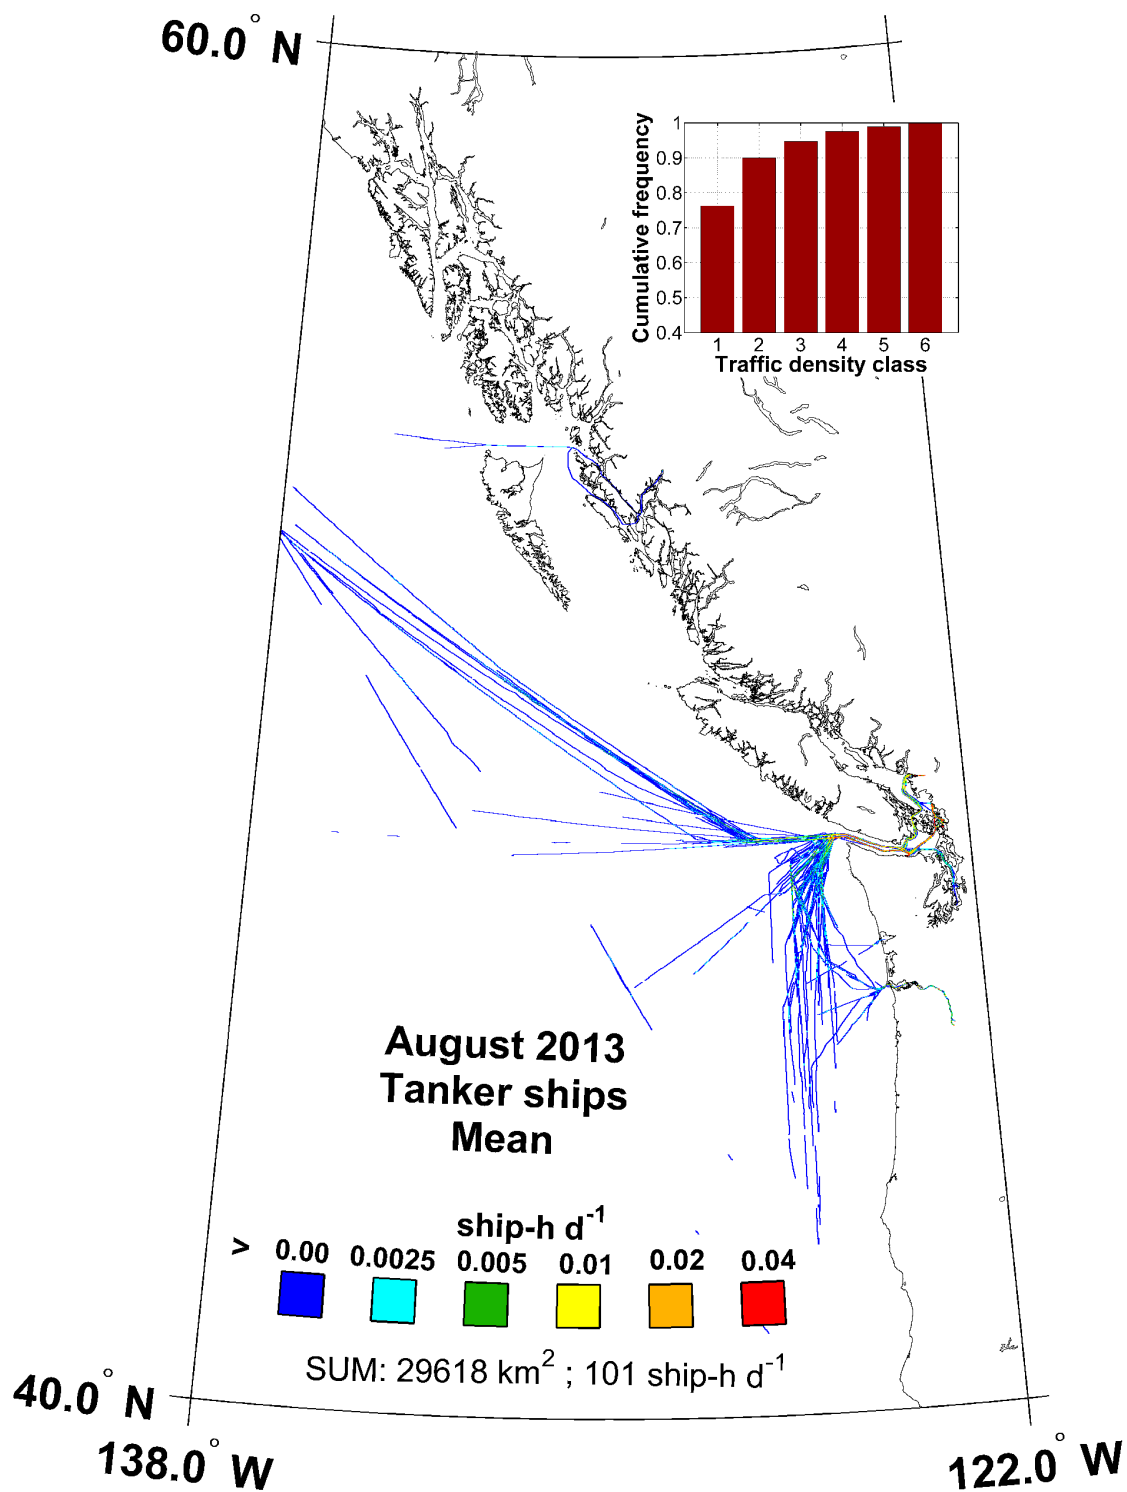 60.0° N
Cumulative frequency
1
0.9
0.8
0.7
0.6
0.5
0.4
1 2 3 4 5 6
Traffic density class
August 2013
Tanker ships
Mean
ship-h d⁻¹
> 0.00 0.0025 0.005 0.01 0.02 0.04
SUM: 29618 km² ; 101 ship-h d⁻¹
40.0° N
138.0° W
122.0° W